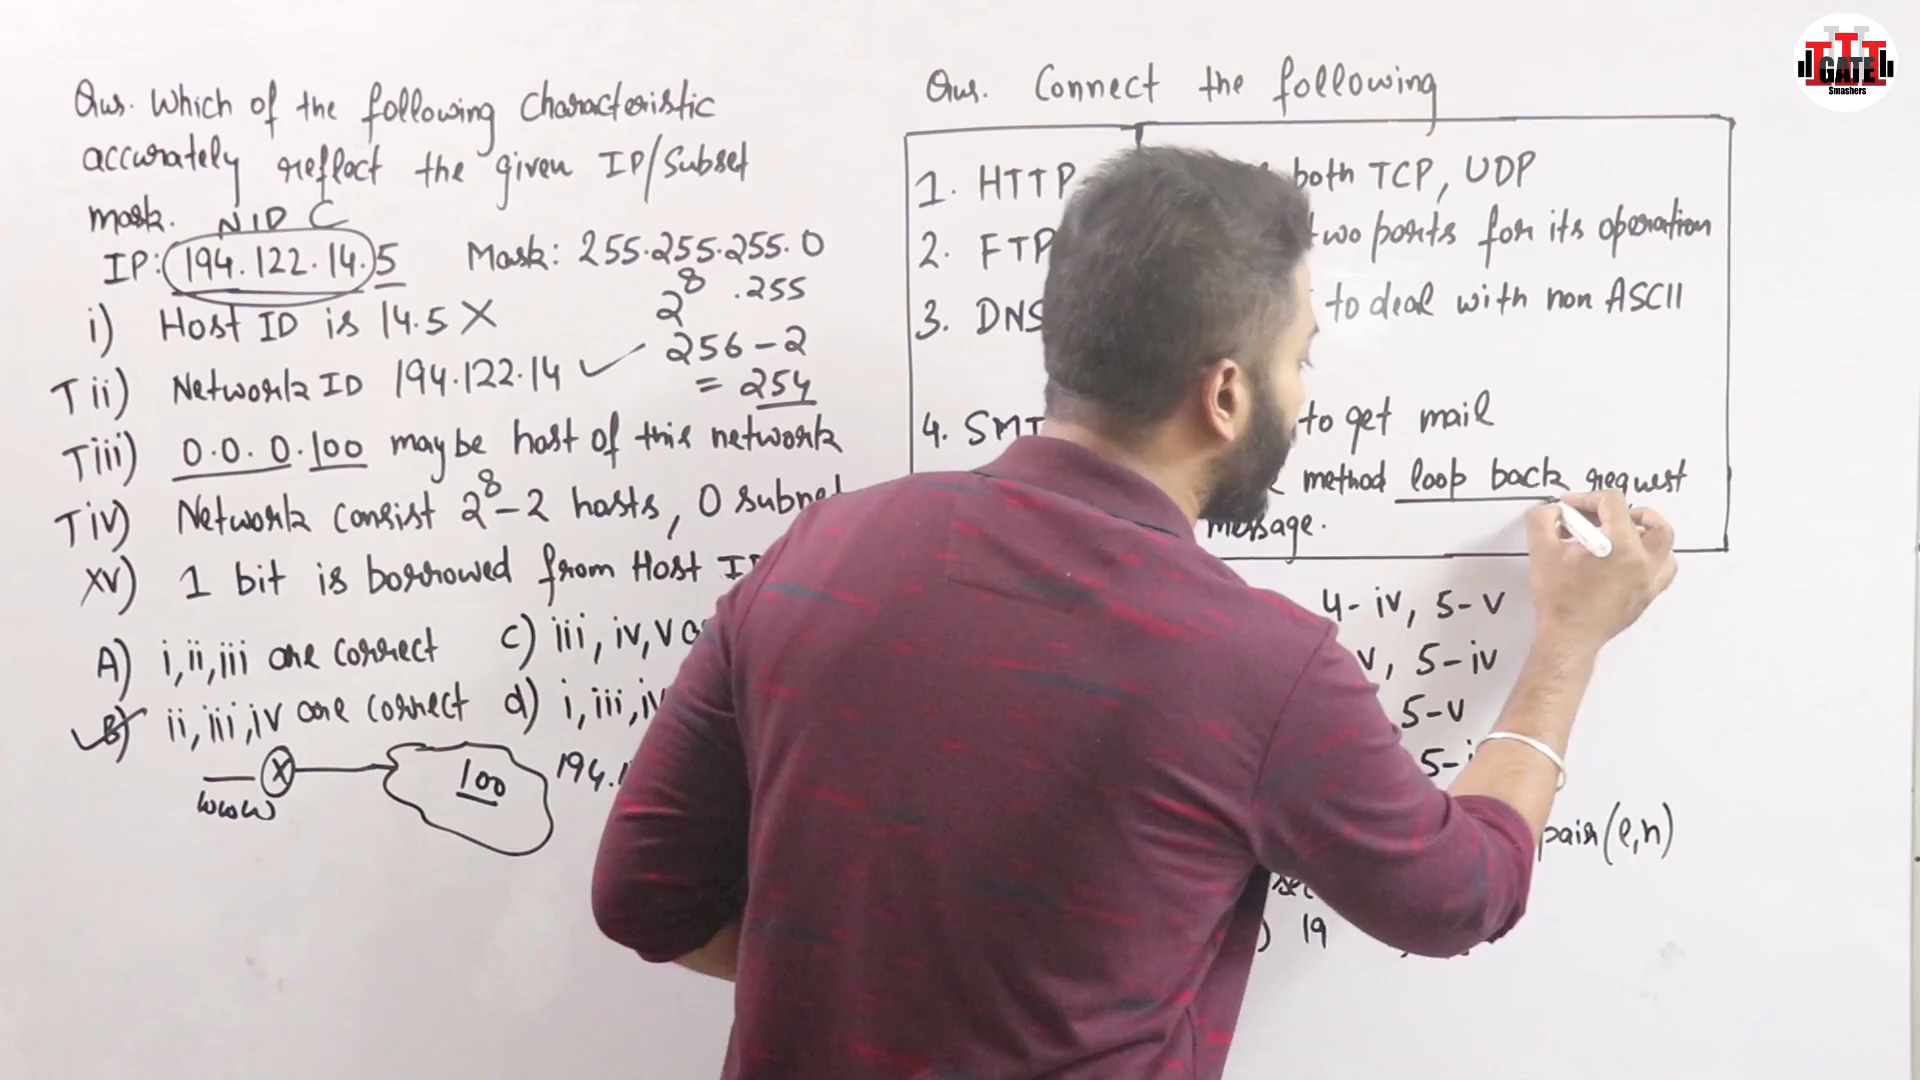 Qus. Which of the following Characteristic
accurately reflect the given IP/Subset
mask. NID C
IP: 194.122.14.5 Mask: 255.255.255.0
2^8 .255
i) Host ID is 14.5 X
256-2
= 254
T ii) Network ID 194.122.14 ✓
T iii) 0.0.0.100 may be host of this network
T iv) Network consist 2^8-2 hosts, 0 subnet
X v) 1 bit is borrowed from Host
A) i,ii,iii are correct C) iii, iv, v
B) ii,iii,iv are correct d) i,iii,iv
100 194.1
www
Qus. Connect the following
1. HTTP both TCP, UDP
2. FTP two ports for its operation
3. DNS to deal with non ASCII
4. SMT to get mail
method loop back request
message.
4-iv, 5-v
v, 5-iv
5-v
5-i
pair(e,n)
19
IIII
GATE
Smashers